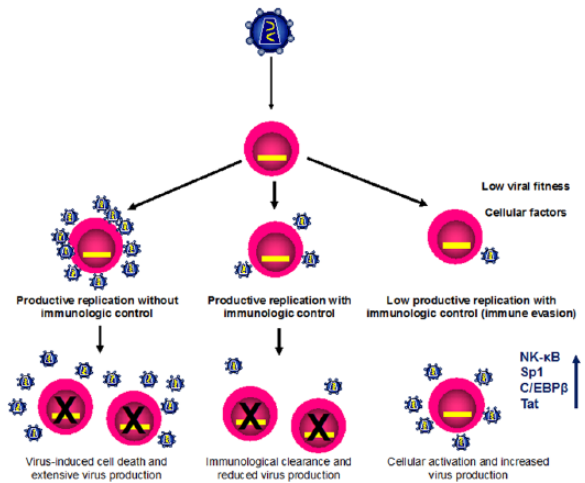 Low viral fitness
Cellular factors
Productive replication without
immunologic control
Productive replication with
immunologic control
Low productive replication with
immunologic control (immune evasion)
NK-κB
Sp1
C/EBPβ
Tat
X
X
X
X
Virus-induced cell death and
extensive virus production
Immunological clearance and
reduced virus production
Cellular activation and increased
virus production